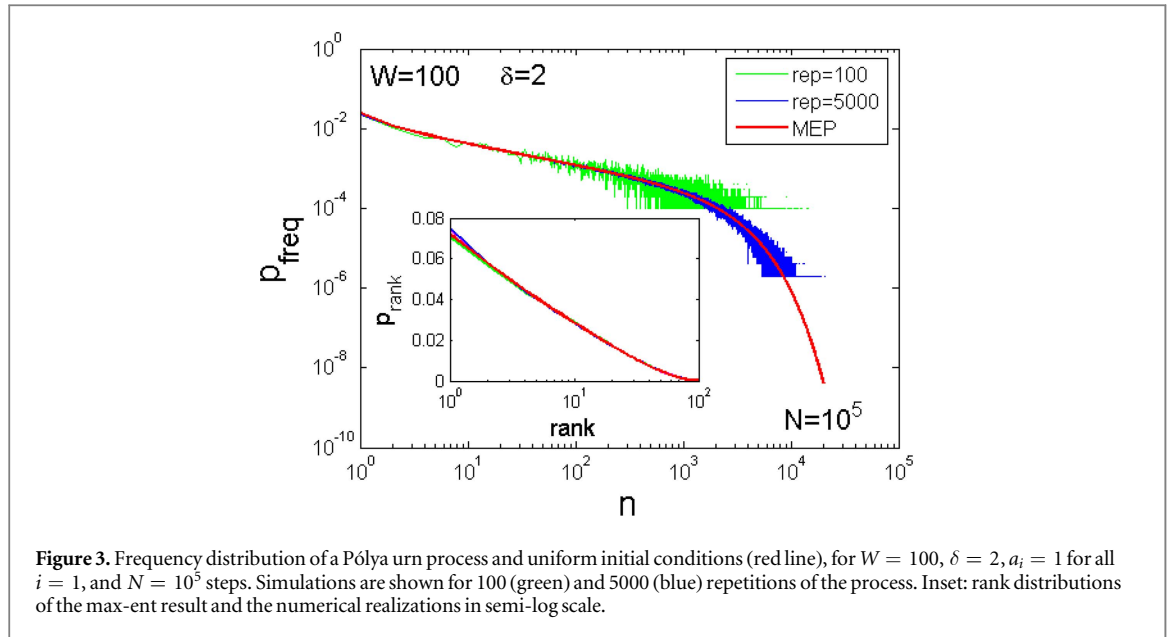 10^0
10^-2
10^-4
10^-6
10^-8
10^-10
p_freq
W=100 δ=2
rep=100
rep=5000
MEP
0.08
0.06
0.04
0.02
0
p_rank
10^0 10^1 10^2
rank
N=10^5
10^0 10^1 10^2 10^3 10^4 10^5
n
Figure 3. Frequency distribution of a Pólya urn process and uniform initial conditions (red line), for W = 100, δ = 2, a_i = 1 for all
i = 1, and N = 10^5 steps. Simulations are shown for 100 (green) and 5000 (blue) repetitions of the process. Inset: rank distributions
of the max-ent result and the numerical realizations in semi-log scale.